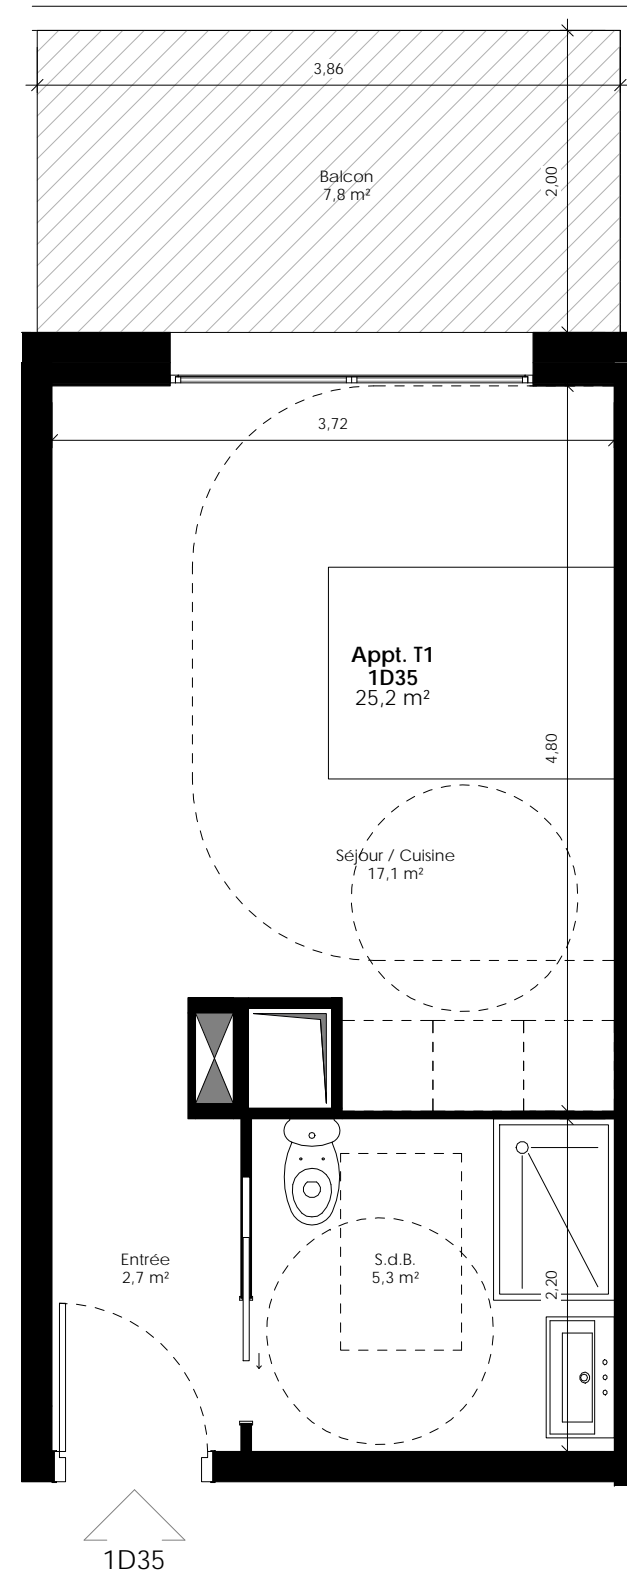 3,86
Balcon
7,8 m²
2,00
3,72
Appt. T1
1D35
25,2 m²
4,80
Séjour / Cuisine
17,1 m²
Entrée
2,7 m²
S.d.B.
5,3 m²
2,20
1D35